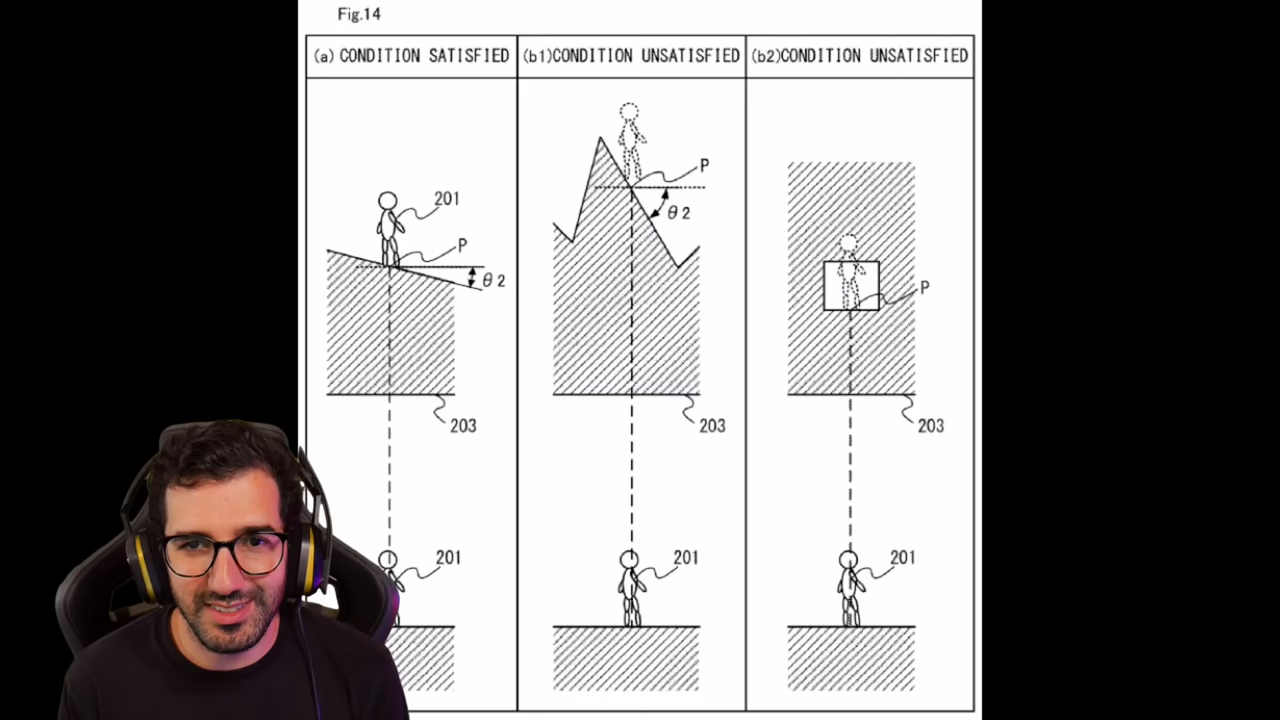 Fig.14
(a) CONDITION SATISFIED
(b1)CONDITION UNSATISFIED
(b2)CONDITION UNSATISFIED
201
P
θ2
203
201
P
θ2
203
201
P
203
201